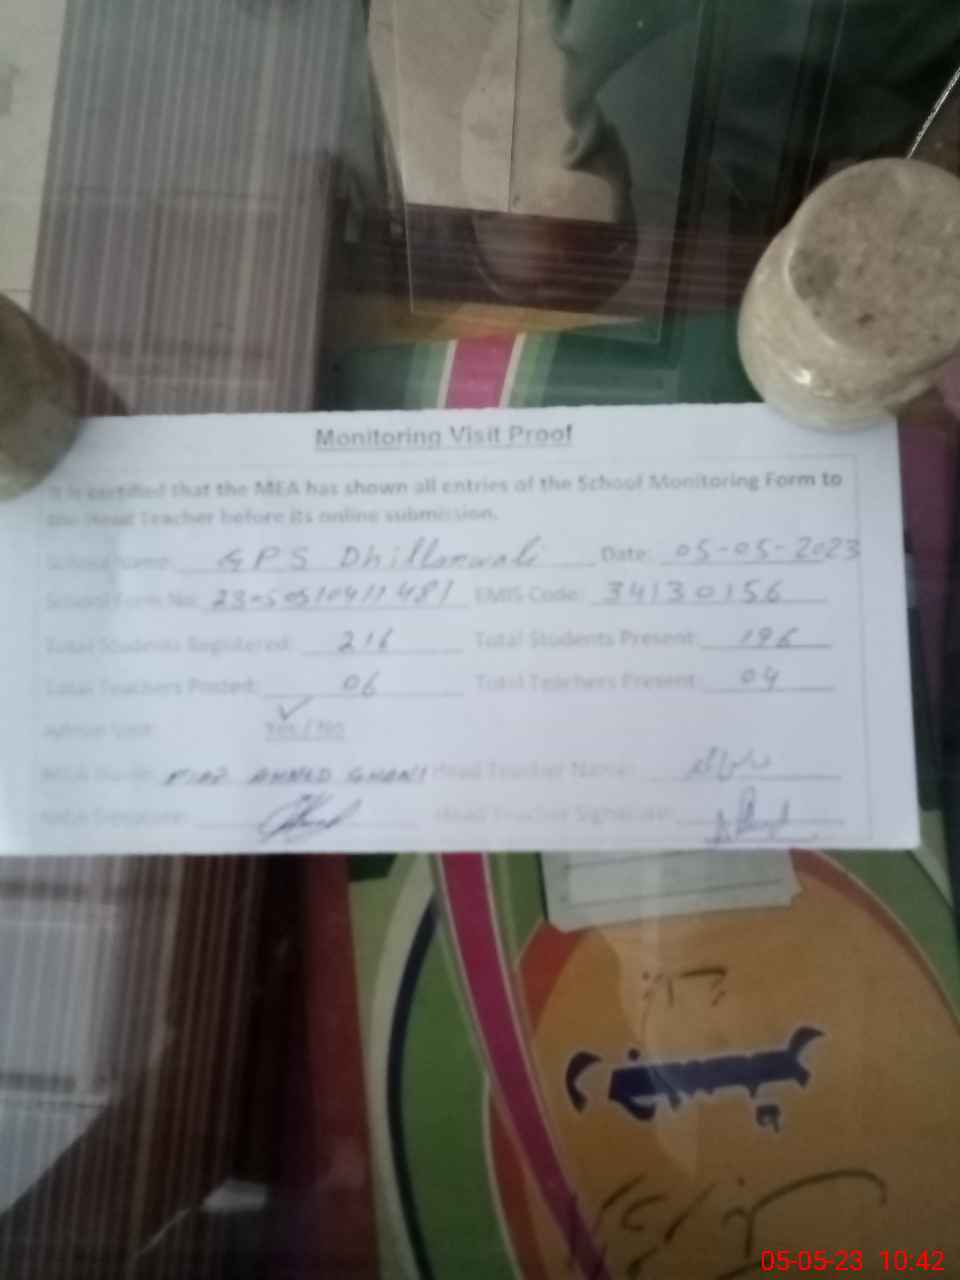 Monitoring Visit Proof
It is certified that the MEA has shown all entries of the School Monitoring Form to
the Head Teacher before its online submission.
School Name: GPS Dhillanwali Date: 05-05-2023
School Form No: EMIS Code: 34130156
Total Students Registered: 216 Total Students Present: 196
Total Teachers Posted: 06 Total Teachers Present: 04
Yes / No
MEA Name: AHMED GHANI Head Teacher Name:
MEA Signature: Head Teacher Signature:
05-05-23 10:42